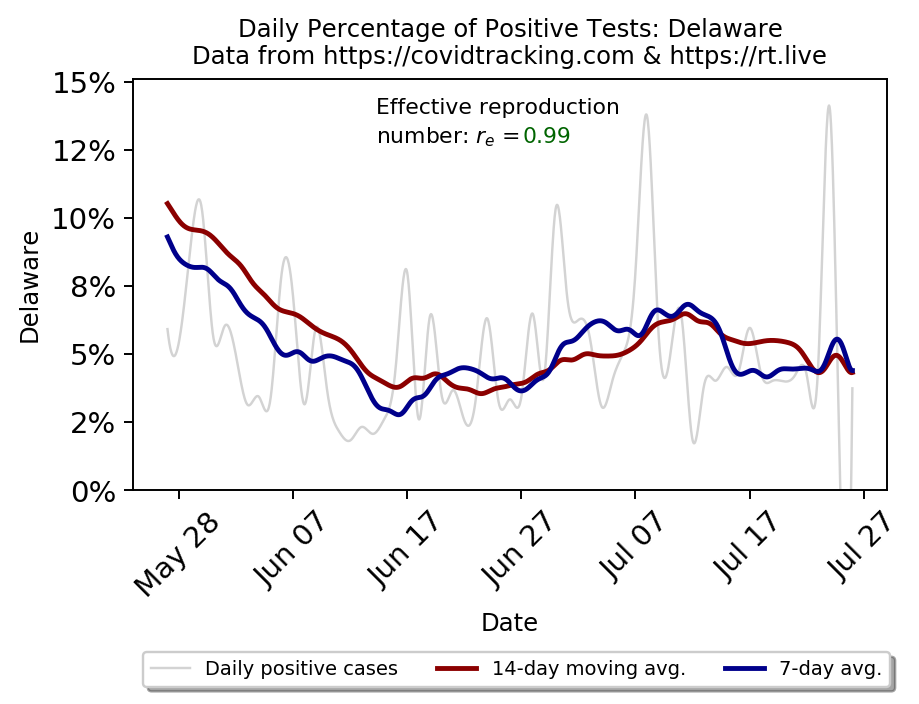 Daily Percentage of Positive Tests: Delaware
Data from https://covidtracking.com & https://rt.live
Effective reproduction
number: rₑ =0.99
15%
12%
10%
8%
5%
2%
0%
Delaware
May 28
Jun 07
Jun 17
Jun 27
Jul 07
Jul 17
Jul 27
Date
Daily positive cases
14-day moving avg.
7-day avg.